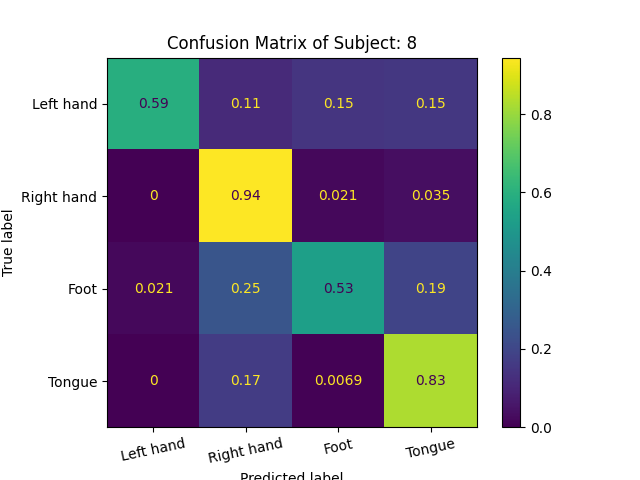 Confusion Matrix of Subject: 8
True label
Left hand 0.59 0.11 0.15 0.15
Right hand 0 0.94 0.021 0.035
Foot 0.021 0.25 0.53 0.19
Tongue 0 0.17 0.0069 0.83
Left hand Right hand Foot Tongue
Predicted label
0.8
0.6
0.4
0.2
0.0